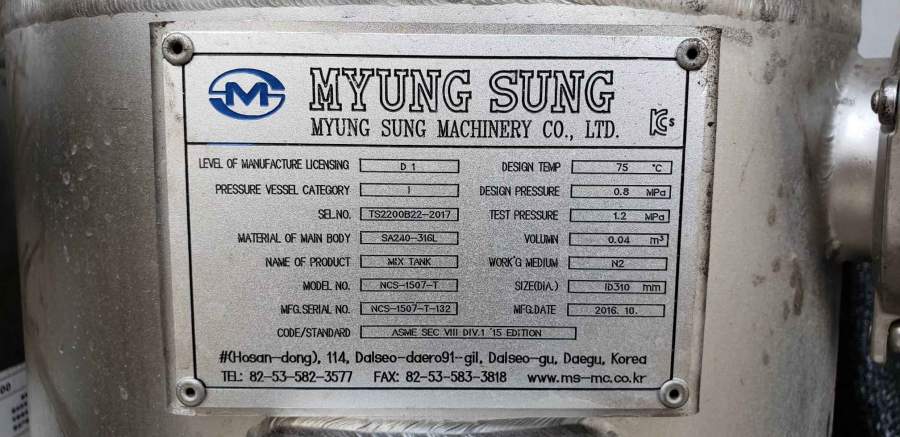 MYUNG SUNG
MYUNG SUNG MACHINERY CO., LTD.
LEVEL OF MANUFACTURE LICENSING D 1 DESIGN TEMP 75 °C
PRESSURE VESSEL CATEGORY I DESIGN PRESSURE 0.8 MPa
SEL.NO. TS2200B22-2017 TEST PRESSURE 1.2 MPa
MATERIAL OF MAIN BODY SA240-316L VOLUMN 0.04 m³
NAME OF PRODUCT MIX TANK WORK'G MEDIUM N2
MODEL NO. NCS-1507-T SIZE(DIA.) ID310 mm
MFG.SERIAL NO. NCS-1507-T-132 MFG.DATE 2016. 10.
CODE/STANDARD ASME SEC VIII DIV.1 '15 EDITION
#(Hosan-dong), 114, Dalseo-daero91-gil, Dalseo-gu, Daegu, Korea
TEL: 82-53-582-3577 FAX: 82-53-583-3818 www.ms-mc.co.kr